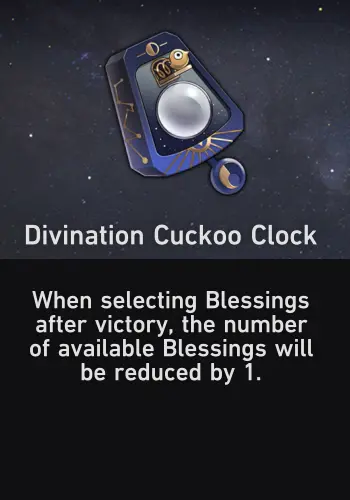 Divination Cuckoo Clock
When selecting Blessings
after victory, the number
of available Blessings will
be reduced by 1.